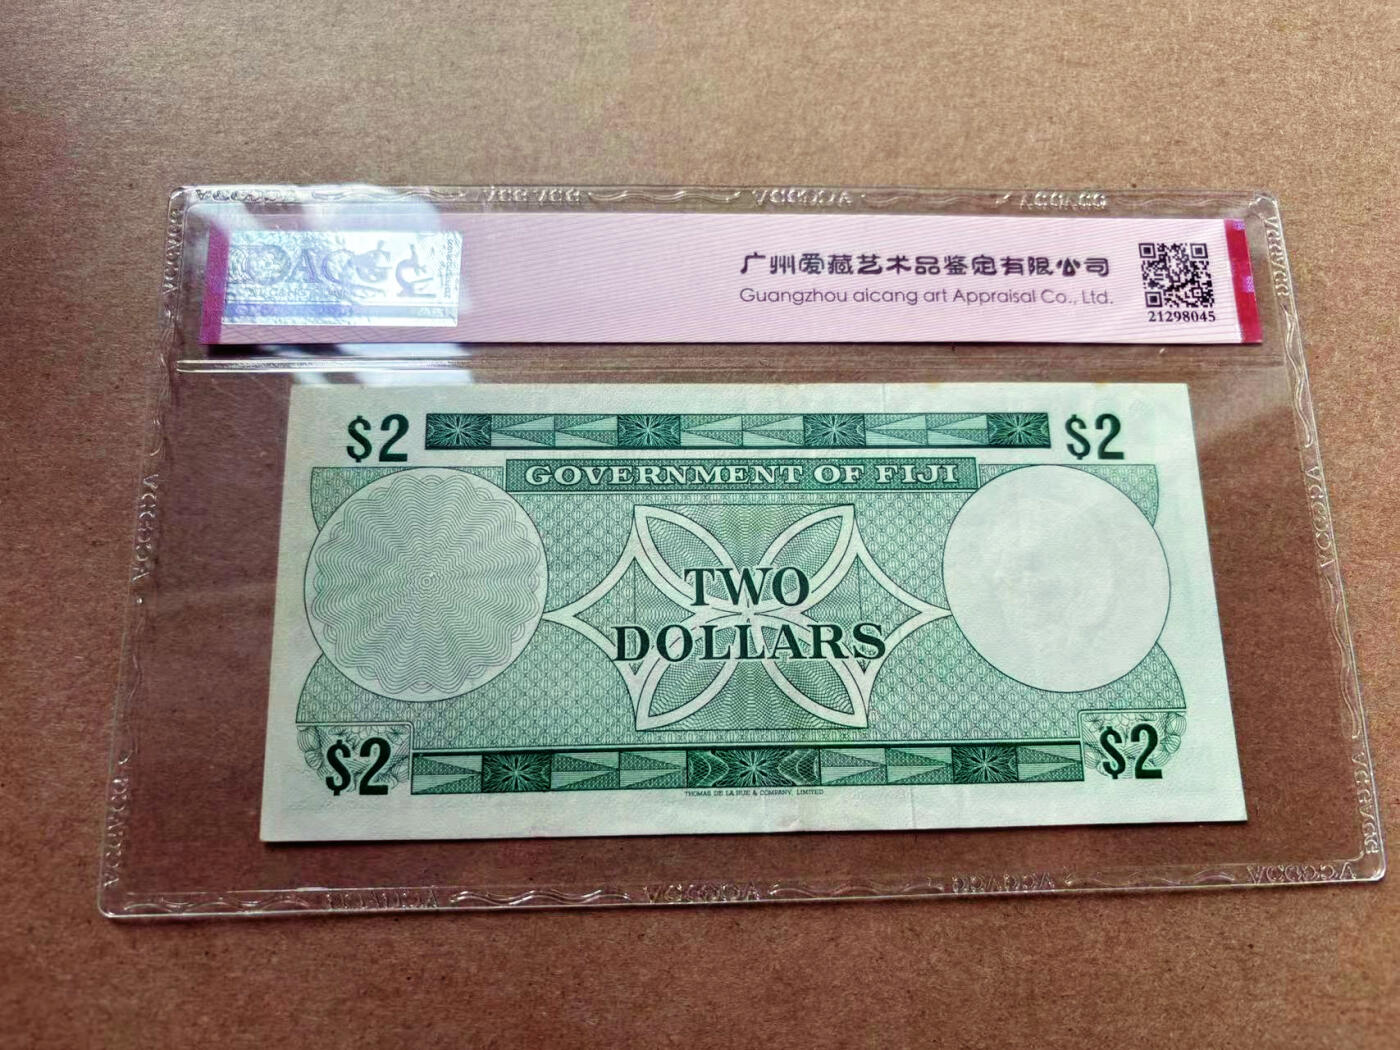 广州爱藏艺术品鉴定有限公司
Guangzhou aicang art Appraisal Co., Ltd.
21298045
$2 $2
GOVERNMENT OF FIJI
TWO
DOLLARS
$2 $2
THOMAS DE LA RUE & COMPANY, LIMITED